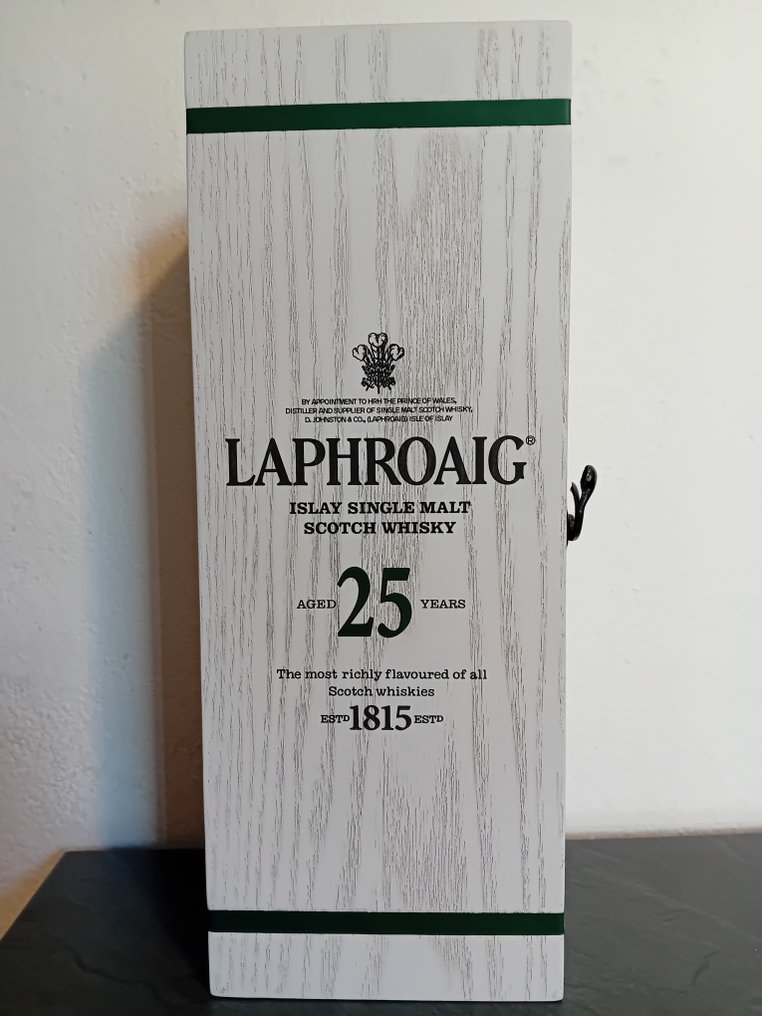 BY APPOINTMENT TO HRH THE PRINCE OF WALES,
DISTILLER AND SUPPLIER OF SINGLE MALT SCOTCH WHISKY,
D. JOHNSTON & CO., (LAPHROAIG) ISLE OF ISLAY
LAPHROAIG®
ISLAY SINGLE MALT
SCOTCH WHISKY
AGED 25 YEARS
The most richly flavoured of all
Scotch whiskies
ESTD 1815 ESTD